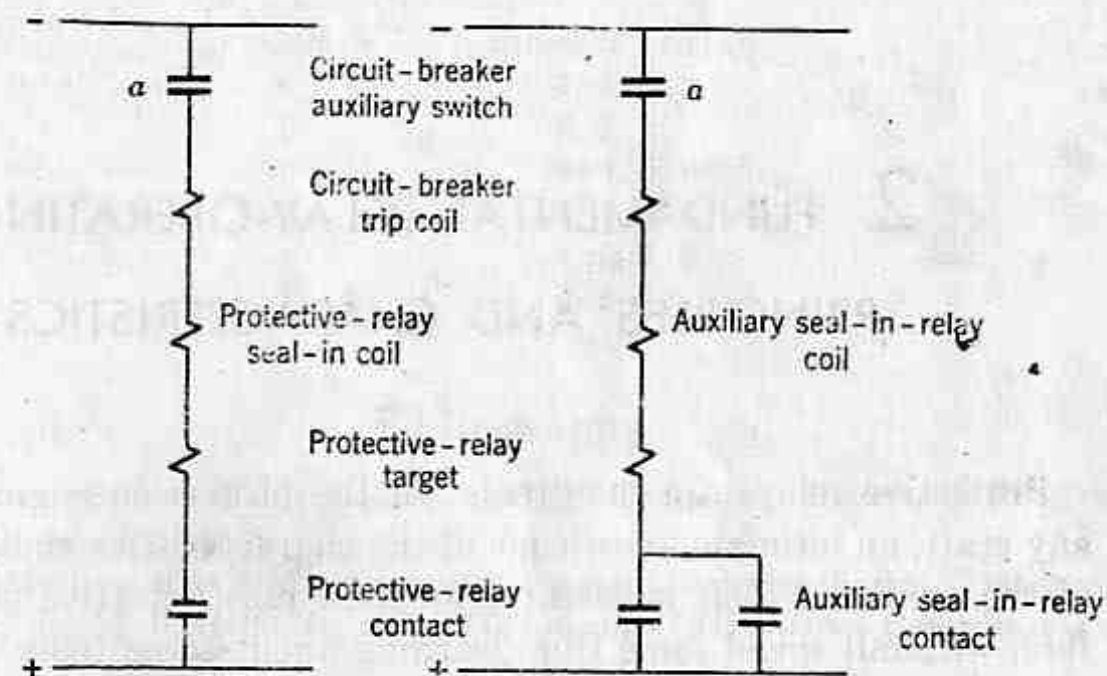 -
-
a
Circuit-breaker
auxiliary switch
a
Circuit-breaker
trip coil
Protective-relay
seal-in coil
Auxiliary seal-in-relay
coil
Protective-relay
target
Protective-relay
contact
Auxiliary seal-in-relay
contact
+
+